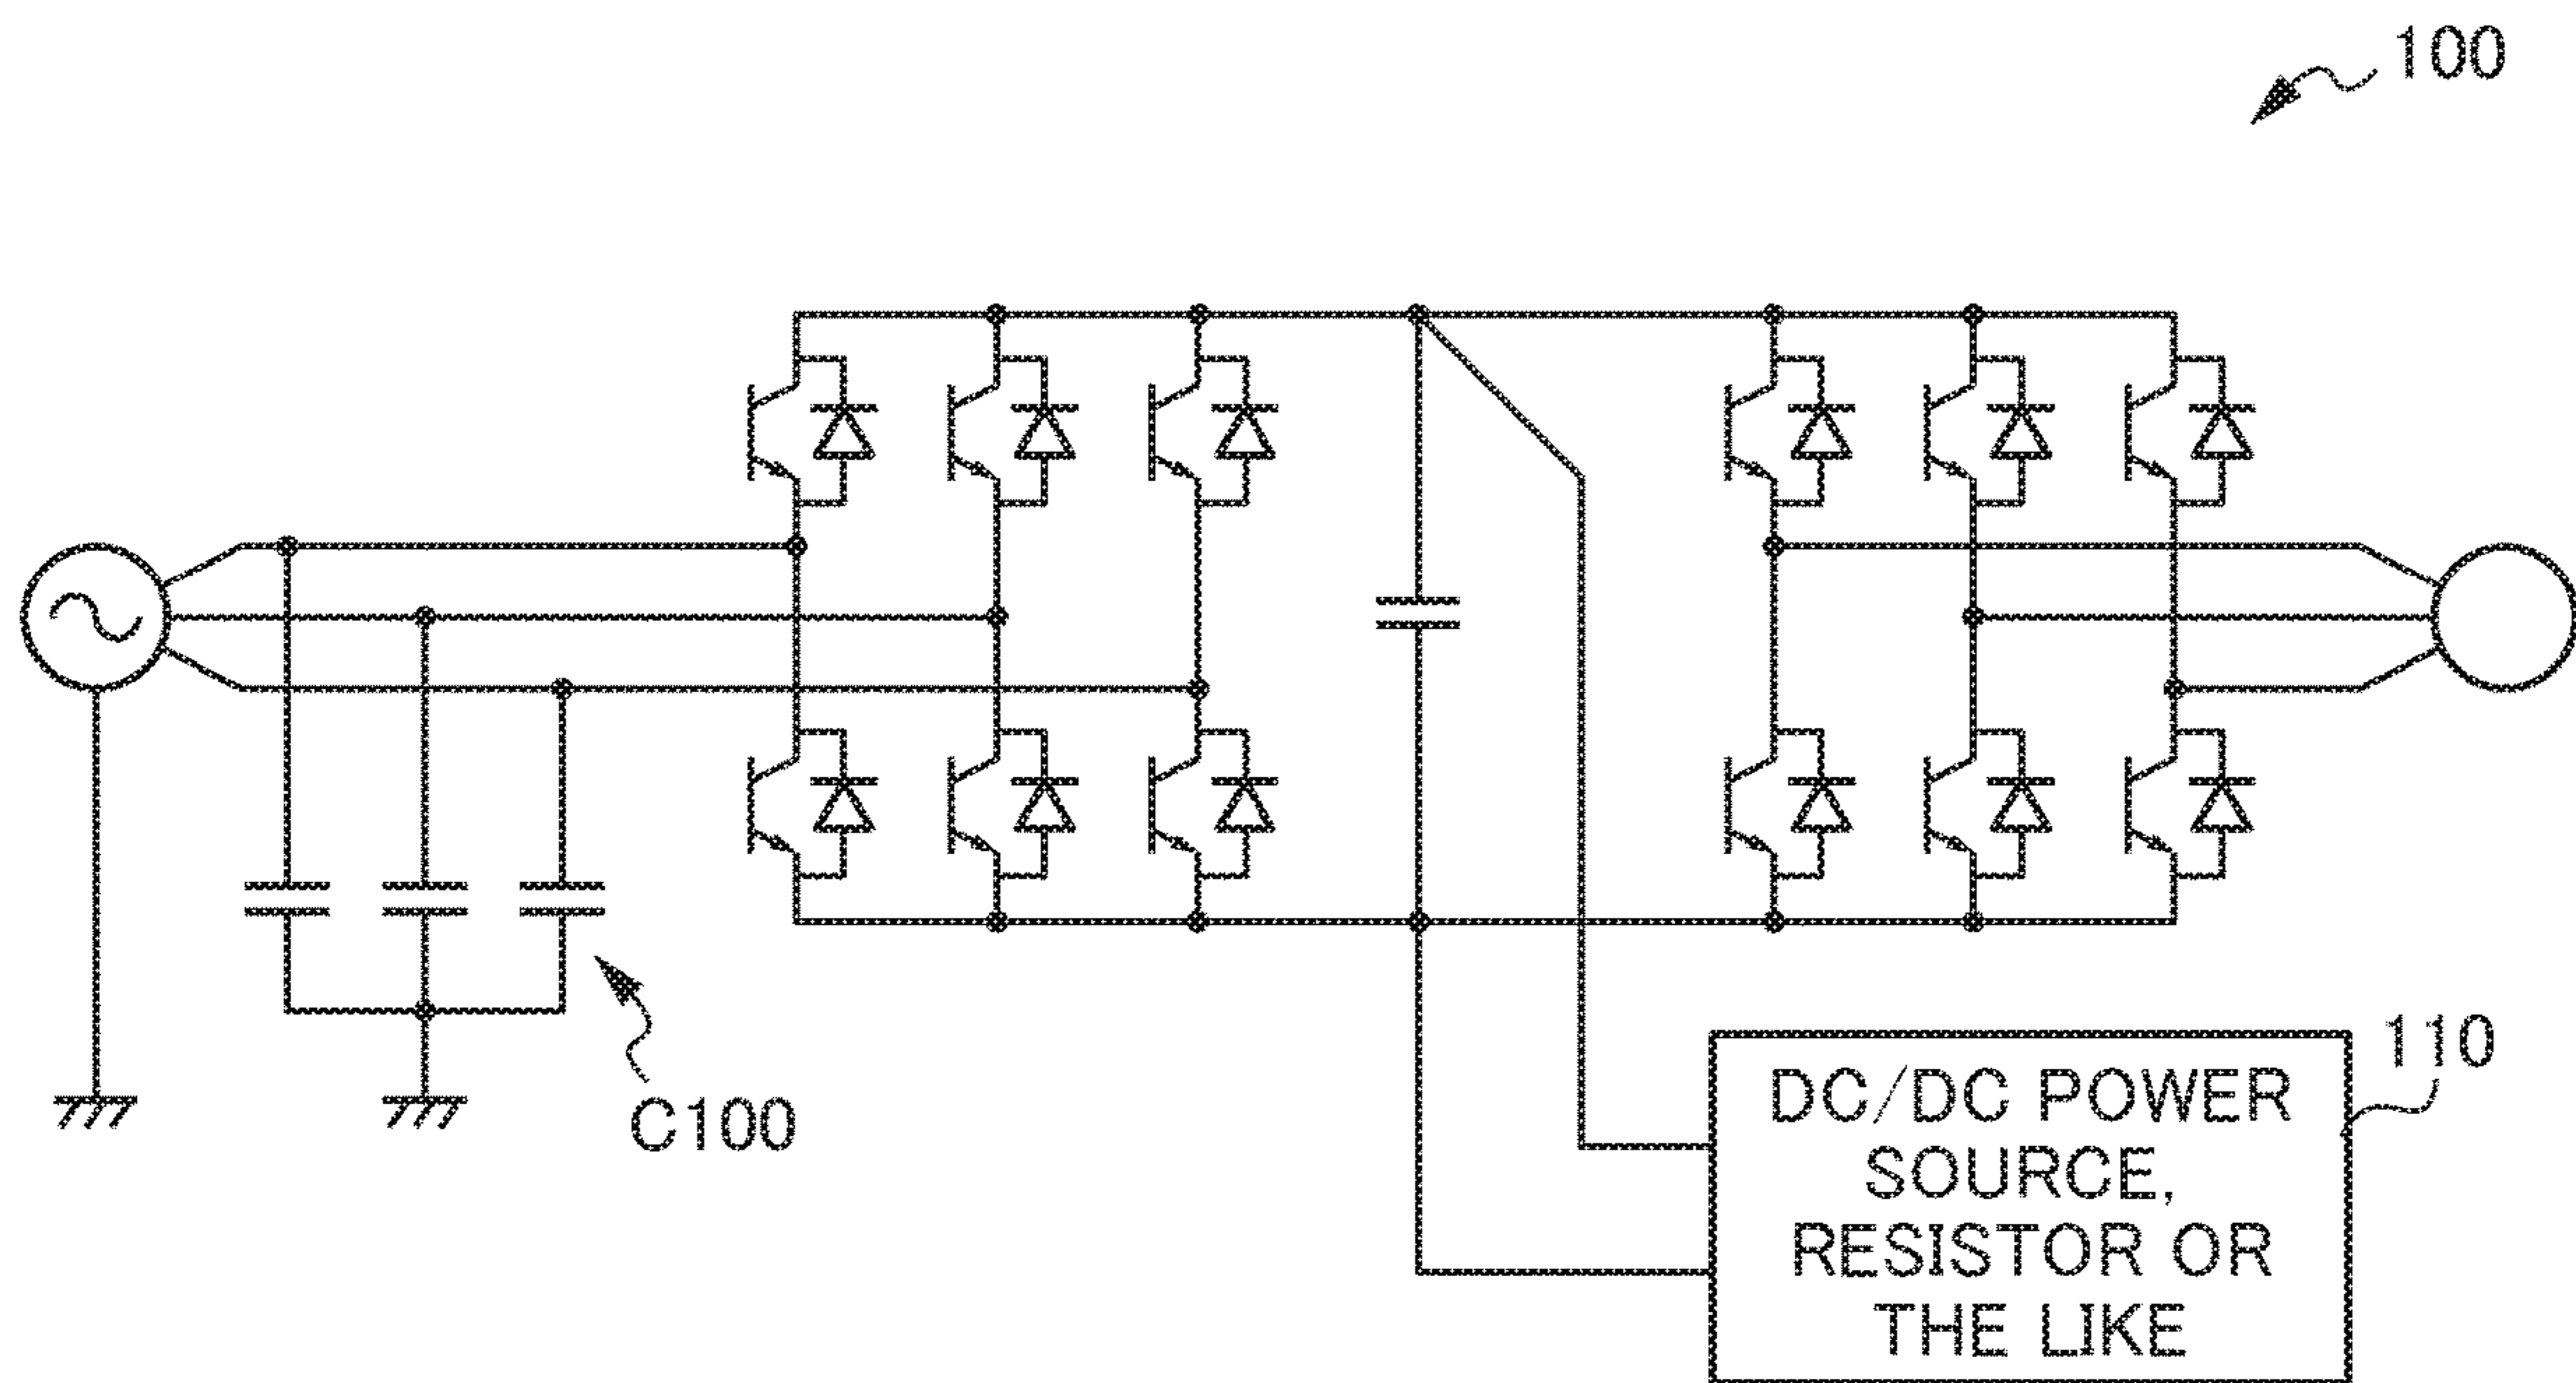 100
C100
110
DC/DC POWER
SOURCE,
RESISTOR OR
THE LIKE